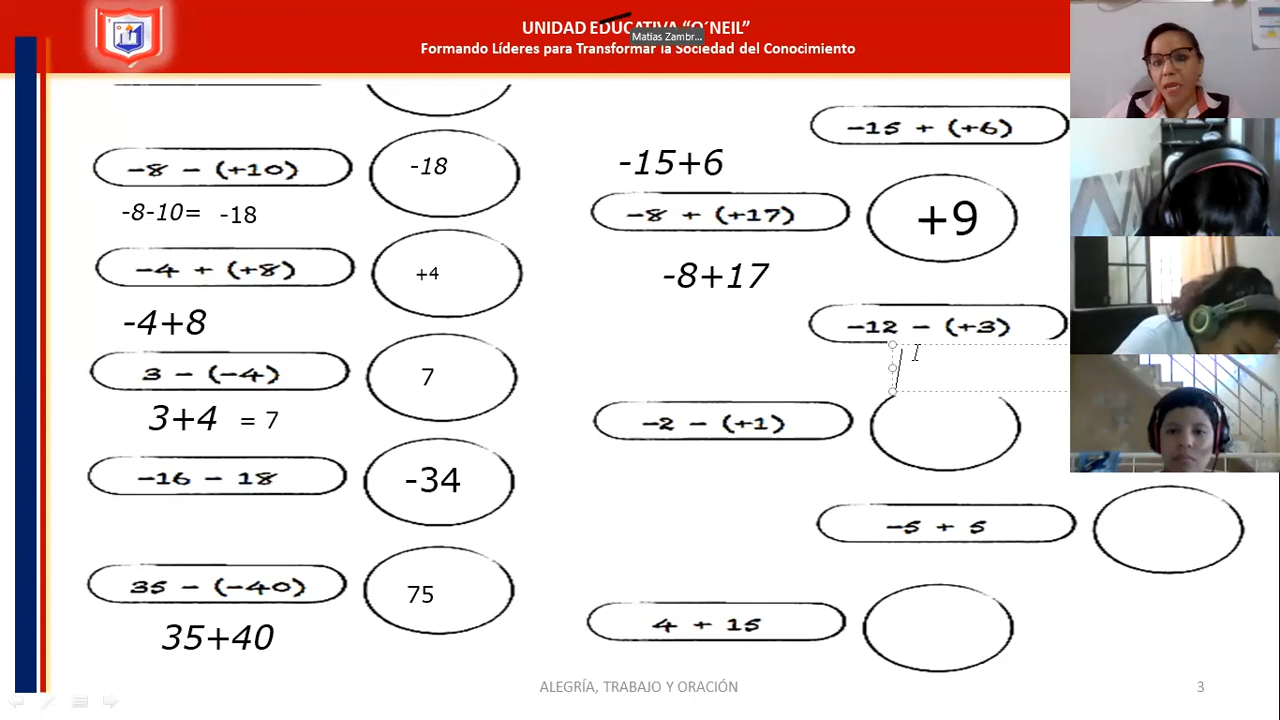 UNIDAD EDUCATIVA “O´NEIL”
Matias Zambr...
Formando Líderes para Transformar la Sociedad del Conocimiento
-8 - (+10)
-18
-8-10= -18
-4 + (+8)
+4
-4+8
3 - (-4)
7
3+4 = 7
-16 - 18
-34
35 - (-40)
75
35+40
-15 + (+6)
-15+6
-8 + (+17)
+9
-8+17
-12 - (+3)
-2 - (+1)
-5 + 5
4 + 15
ALEGRÍA, TRABAJO Y ORACIÓN
3